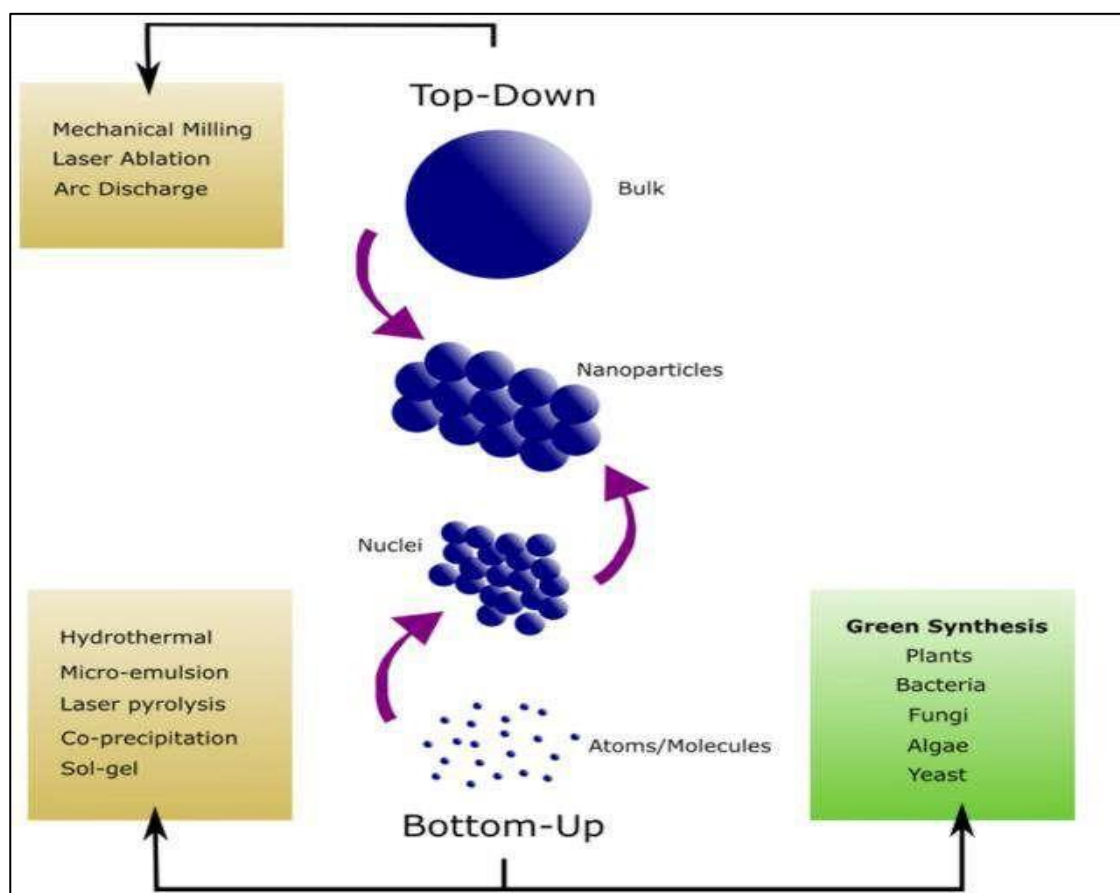 Top-Down
Mechanical Milling
Laser Ablation
Arc Discharge
Bulk
Nanoparticles
Nuclei
Hydrothermal
Micro-emulsion
Laser pyrolysis
Co-precipitation
Sol-gel
Atoms/Molecules
Bottom-Up
Green Synthesis
Plants
Bacteria
Fungi
Algae
Yeast